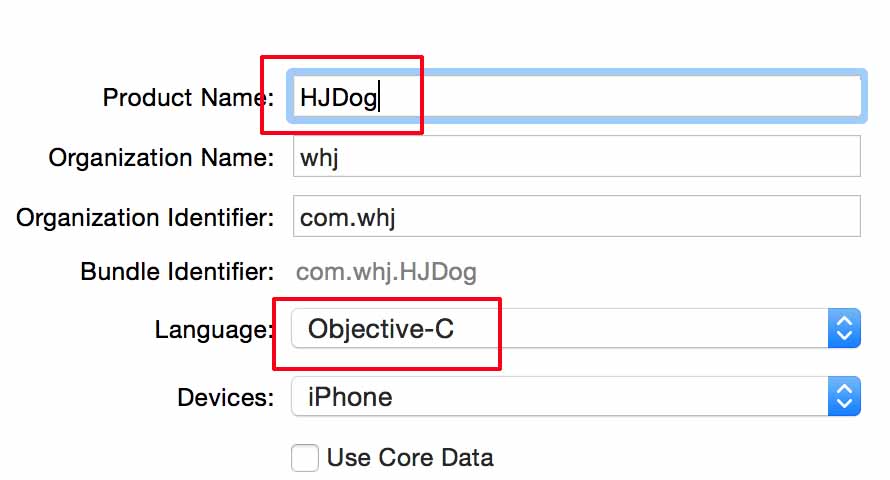 Product Name: HJDog
Organization Name: whj
Organization Identifier: com.whj
Bundle Identifier: com.whj.HJDog
Language: Objective-C
Devices: iPhone
Use Core Data